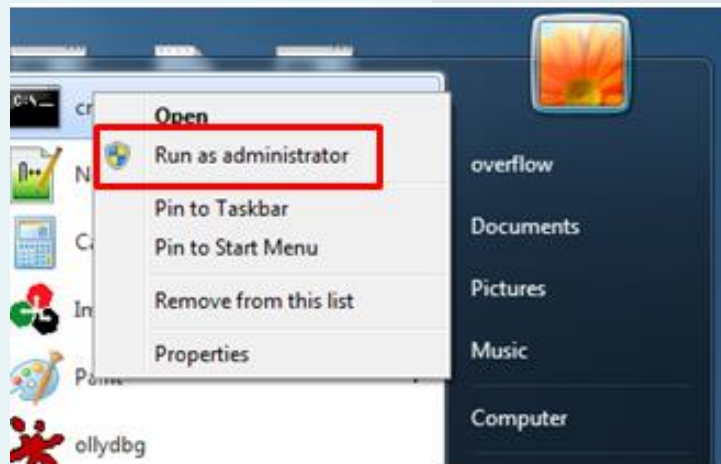 Open
Run as administrator
Pin to Taskbar
Pin to Start Menu
Remove from this list
Properties
ollydbg
overflow
Documents
Pictures
Music
Computer